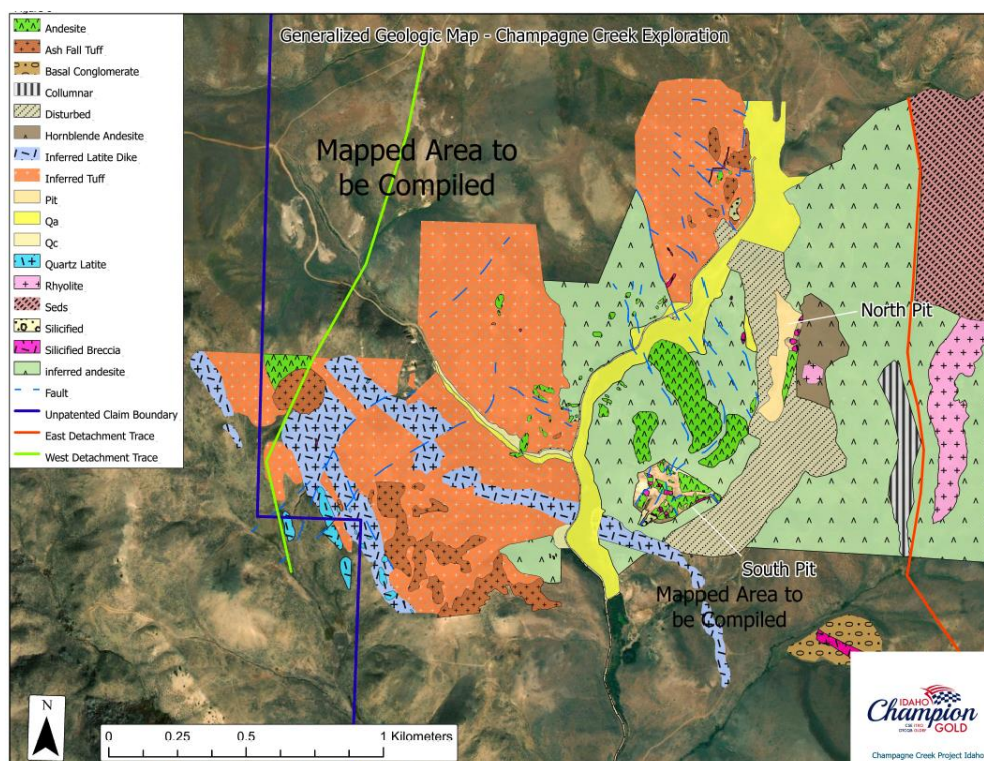 Generalized Geologic Map - Champagne Creek Exploration
Andesite
Ash Fall Tuff
Basal Conglomerate
Collumnar
Disturbed
Hornblende Andesite
Inferred Latite Dike
Inferred Tuff
Pit
Qa
Qc
Quartz Latite
Rhyolite
Seds
Silicified
Silicified Breccia
inferred andesite
Fault
Unpatented Claim Boundary
East Detachment Trace
West Detachment Trace
Mapped Area to
be Compiled
North Pit
South Pit
Mapped Area to
be Compiled
N
0 0.25 0.5 1 Kilometers
IDAHO
Champion
GOLD
Champagne Creek Project Idaho